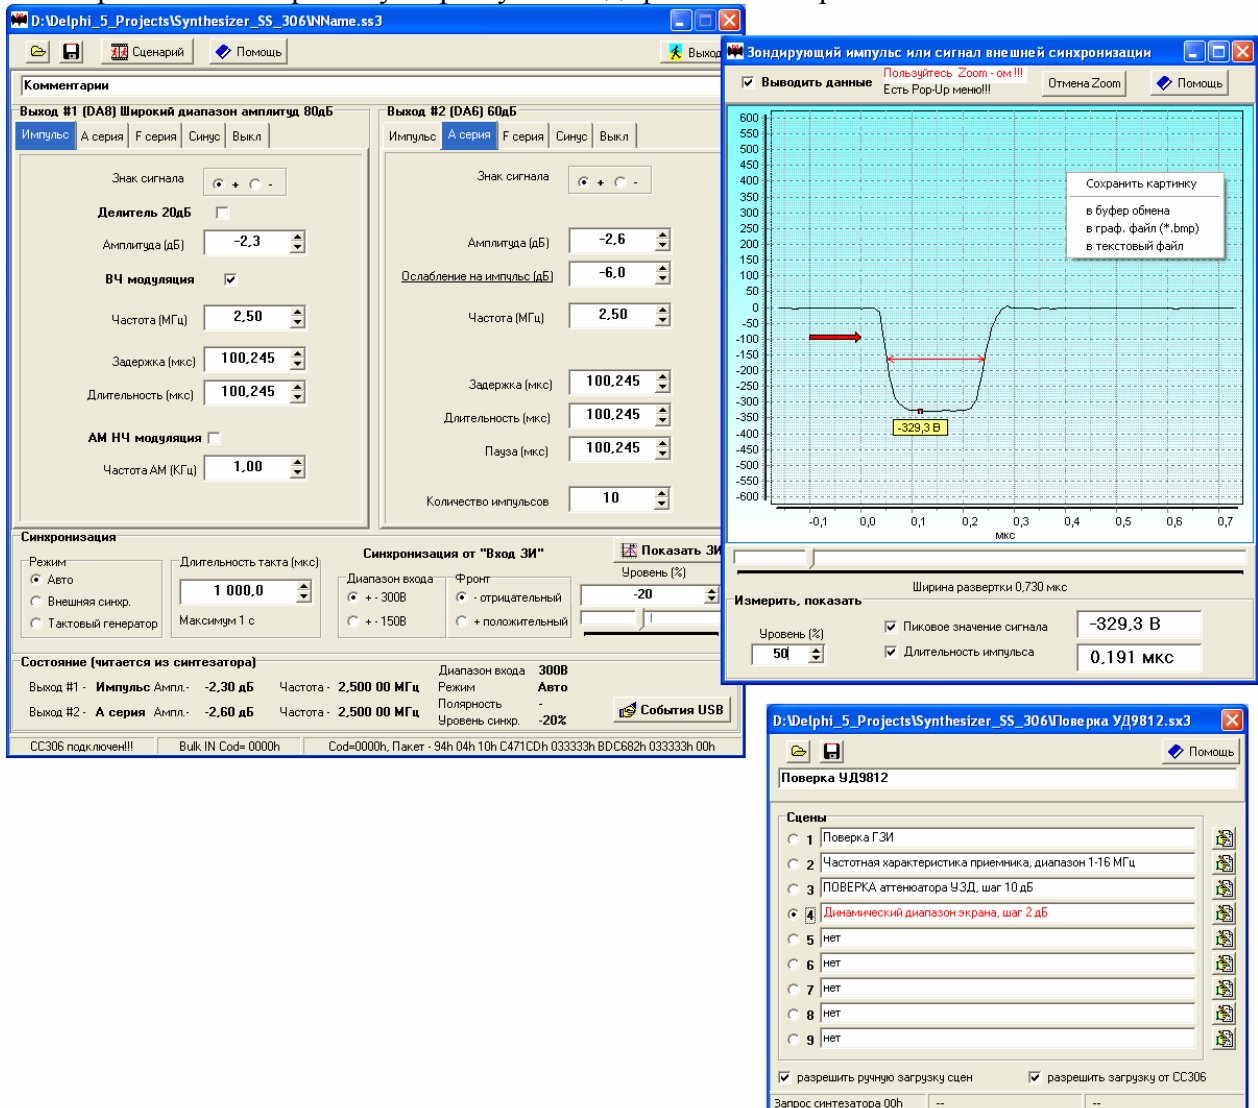 D:\Delphi_5_Projects\Synthesizer_SS_306\NName.ss3
Сценарий
Помощь
Выход
Комментарии
Выход #1 (DA8) Широкий диапазон амплитуд 80дБ
Импульс
А серия
F серия
Синус
Выкл
Знак сигнала
+
-
Делитель 20дБ
Амплитуда (дБ)
-2,3
ВЧ модуляция
Частота (МГц)
2,50
Задержка (мкс)
100,245
Длительность (мкс)
100,245
АМ НЧ модуляция
Частота АМ (КГц)
1,00
Выход #2 (DA6) 60дБ
Импульс
А серия
F серия
Синус
Выкл
Знак сигнала
+
-
Амплитуда (дБ)
-2,6
Ослабление на импульс (дБ)
-6,0
Частота (МГц)
2,50
Задержка (мкс)
100,245
Длительность (мкс)
100,245
Пауза (мкс)
100,245
Количество импульсов
10
Синхронизация
Режим
Авто
Внешняя синхр.
Тактовый генератор
Длительность такта (мкс)
1 000,0
Максимум 1 с
Синхронизация от "Вход ЗИ"
Диапазон входа
+ - 300В
+ - 150В
Фронт
- отрицательный
+ положительный
Показать ЗИ
Уровень (%)
-20
Состояние (читается из синтезатора)
Выход #1 - Импульс Ампл.- -2,30 дБ Частота - 2,500 00 МГц
Выход #2 - А серия Ампл.- -2,60 дБ Частота - 2,500 00 МГц
Диапазон входа 300В
Режим Авто
Полярность -
Уровень синхр. -20%
События USB
СС306 подключен!!!
Bulk IN Cod= 0000h
Cod=0000h, Пакет - 94h 04h 10h C471CDh 033333h BDC682h 033333h 00h
Зондирующий импульс или сигнал внешней синхронизации
Выводить данные
Пользуйтесь Zoom - ом !!!
Есть Pop-Up меню!!!
Отмена Zoom
Помощь
600
550
500
450
400
350
300
250
200
150
100
50
0
-50
-100
-150
-200
-250
-300
-350
-400
-450
-500
-550
-600
Сохранить картинку
в буфер обмена
в граф. файл (*.bmp)
в текстовый файл
-329,3 В
-0,1 0,0 0,1 0,2 0,3 0,4 0,5 0,6 0,7
мкс
Ширина развертки 0,730 мкс
Измерить, показать
Уровень (%)
50
Пиковое значение сигнала
-329,3 В
Длительность импульса
0,191 мкс
D:\Delphi_5_Projects\Synthesizer_SS_306\Поверка УД9812.sx3
Помощь
Поверка УД9812
Сцены
1 Поверка ГЗИ
2 Частотная характеристика приемника, диапазон 1-16 МГц
3 ПОВЕРКА аттенюатора УЗД, шаг 10 дБ
4 Динамический диапазон экрана, шаг 2 дБ
5 нет
6 нет
7 нет
8 нет
9 нет
разрешить ручную загрузку сцен
разрешить загрузку от СС306
Запрос синтезатора 00h
--
--